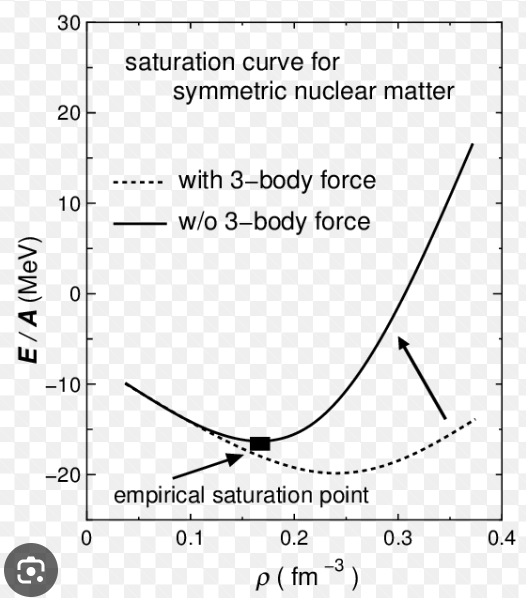 30
saturation curve for
symmetric nuclear matter
20
with 3−body force
10
w/o 3−body force
0
E / A (MeV)
−10
−20
empirical saturation point
0 0.1 0.2 0.3 0.4
ρ ( fm −3 )